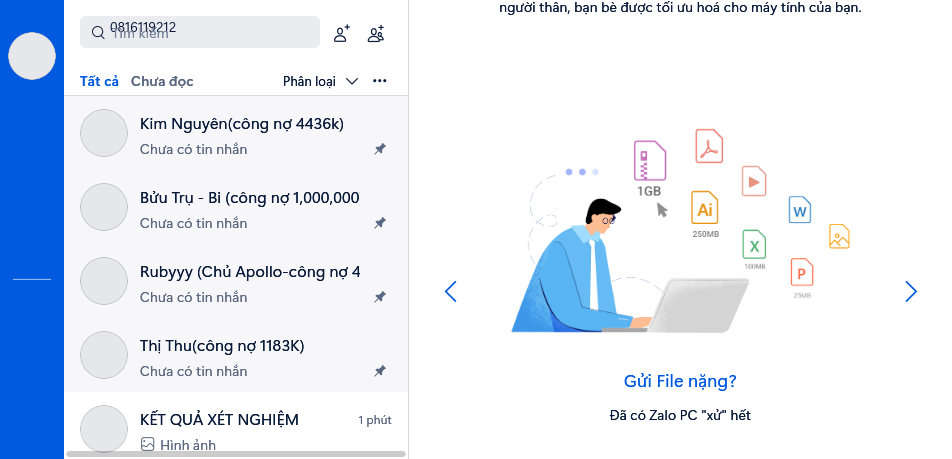 người thân, bạn bè được tối ưu hoá cho máy tính của bạn.
0816119212
Tìm kiếm
Tất cả Chưa đọc Phân loại
Kim Nguyên(công nợ 4436k)
Chưa có tin nhắn
Bửu Trụ - Bi (công nợ 1,000,000
Chưa có tin nhắn
Rubyyy (Chủ Apollo-công nợ 4
Chưa có tin nhắn
Thị Thu(công nợ 1183K)
Chưa có tin nhắn
KẾT QUẢ XÉT NGHIỆM 1 phút
Hình ảnh
1GB
Ai
250MB
W
X
100MB
P
25MB
Gửi File nặng?
Đã có Zalo PC "xử" hết